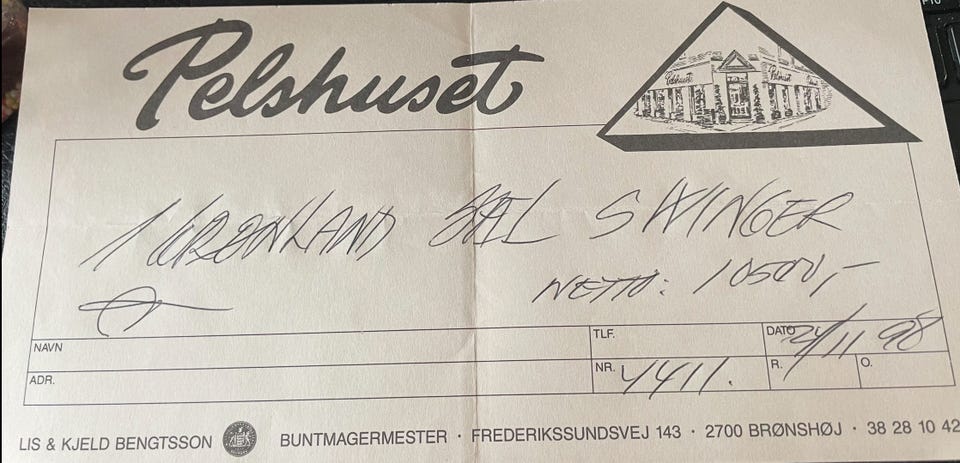 Pelshuset
Pelshuset Pelshuset
1 GRØNLAND SÆL SWINGER
NETTO: 10500,-
NAVN
TLF.
DATO 24/11 98
ADR.
NR. 4411.
R.
O.
LIS & KJELD BENGTSSON BUNTMAGERMESTER · FREDERIKSSUNDSVEJ 143 · 2700 BRØNSHØJ · 38 28 10 42